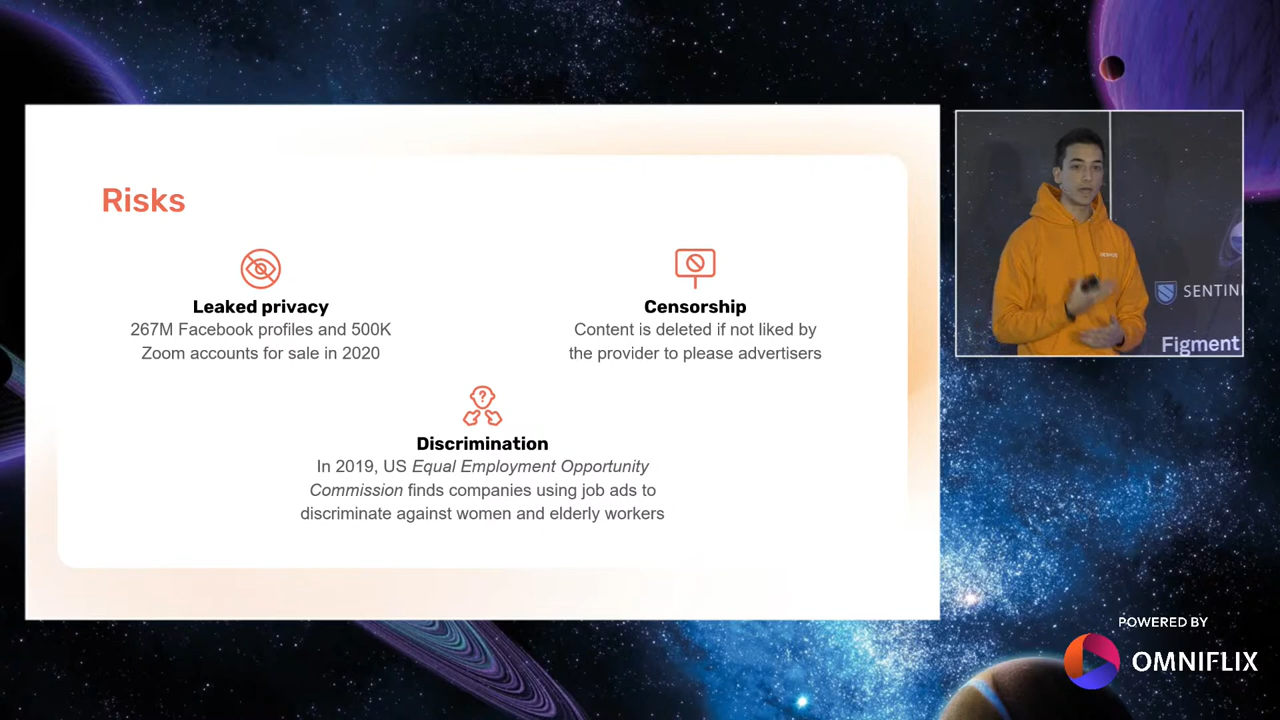 Risks
Leaked privacy
267M Facebook profiles and 500K
Zoom accounts for sale in 2020
Censorship
Content is deleted if not liked by
the provider to please advertisers
Discrimination
In 2019, US Equal Employment Opportunity
Commission finds companies using job ads to
discriminate against women and elderly workers
SENTIN
Figment
POWERED BY
OMNIFLIX